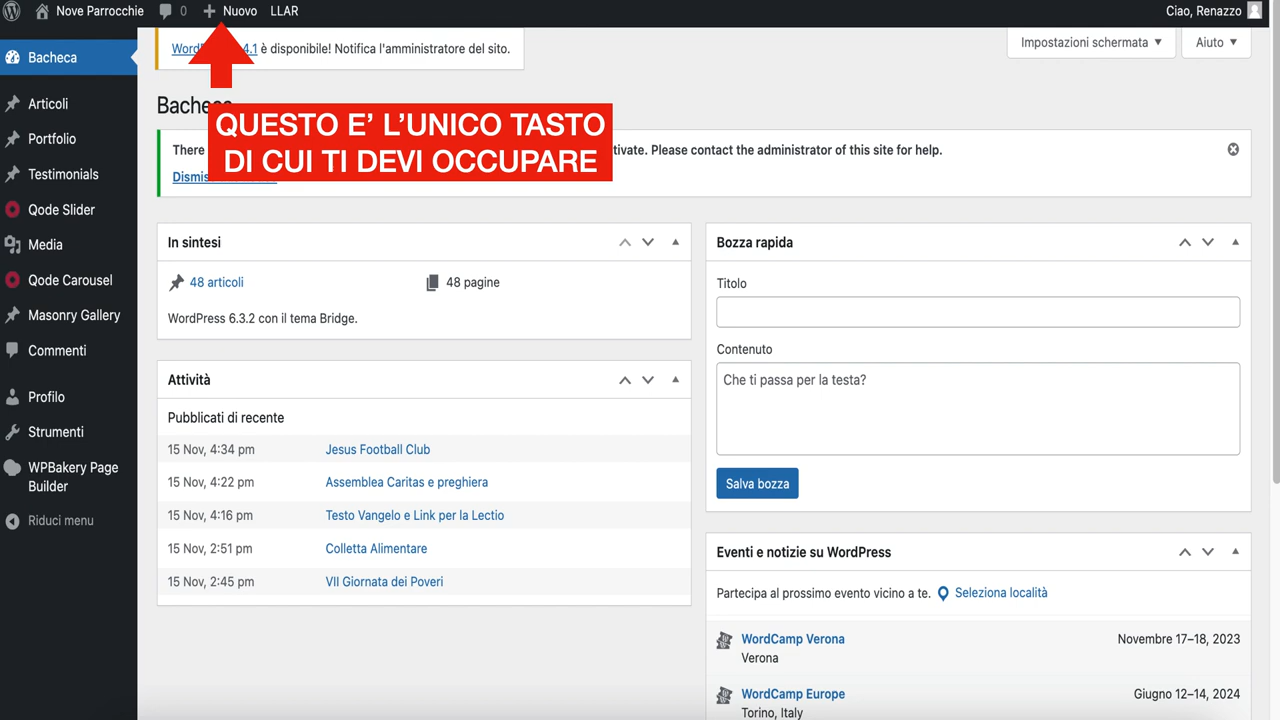 Nove Parrocchie 0 Nuovo LLAR Ciao, Renazzo
WordP 4.1 è disponibile! Notifica l'amministratore del sito.
Impostazioni schermata Aiuto
Bacheca
Articoli
Portfolio
Testimonials
Qode Slider
Media
Qode Carousel
Masonry Gallery
Commenti
Profilo
Strumenti
WPBakery Page
Builder
Riduci menu
Bacheca
QUESTO E' L'UNICO TASTO
DI CUI TI DEVI OCCUPARE
There tivate. Please contact the administrator of this site for help.
Dismis
In sintesi
48 articoli 48 pagine
WordPress 6.3.2 con il tema Bridge.
Attività
Pubblicati di recente
15 Nov, 4:34 pm Jesus Football Club
15 Nov, 4:22 pm Assemblea Caritas e preghiera
15 Nov, 4:16 pm Testo Vangelo e Link per la Lectio
15 Nov, 2:51 pm Colletta Alimentare
15 Nov, 2:45 pm VII Giornata dei Poveri
Bozza rapida
Titolo
Contenuto
Che ti passa per la testa?
Salva bozza
Eventi e notizie su WordPress
Partecipa al prossimo evento vicino a te. Seleziona località
WordCamp Verona Novembre 17–18, 2023
Verona
WordCamp Europe Giugno 12–14, 2024
Torino, Italy